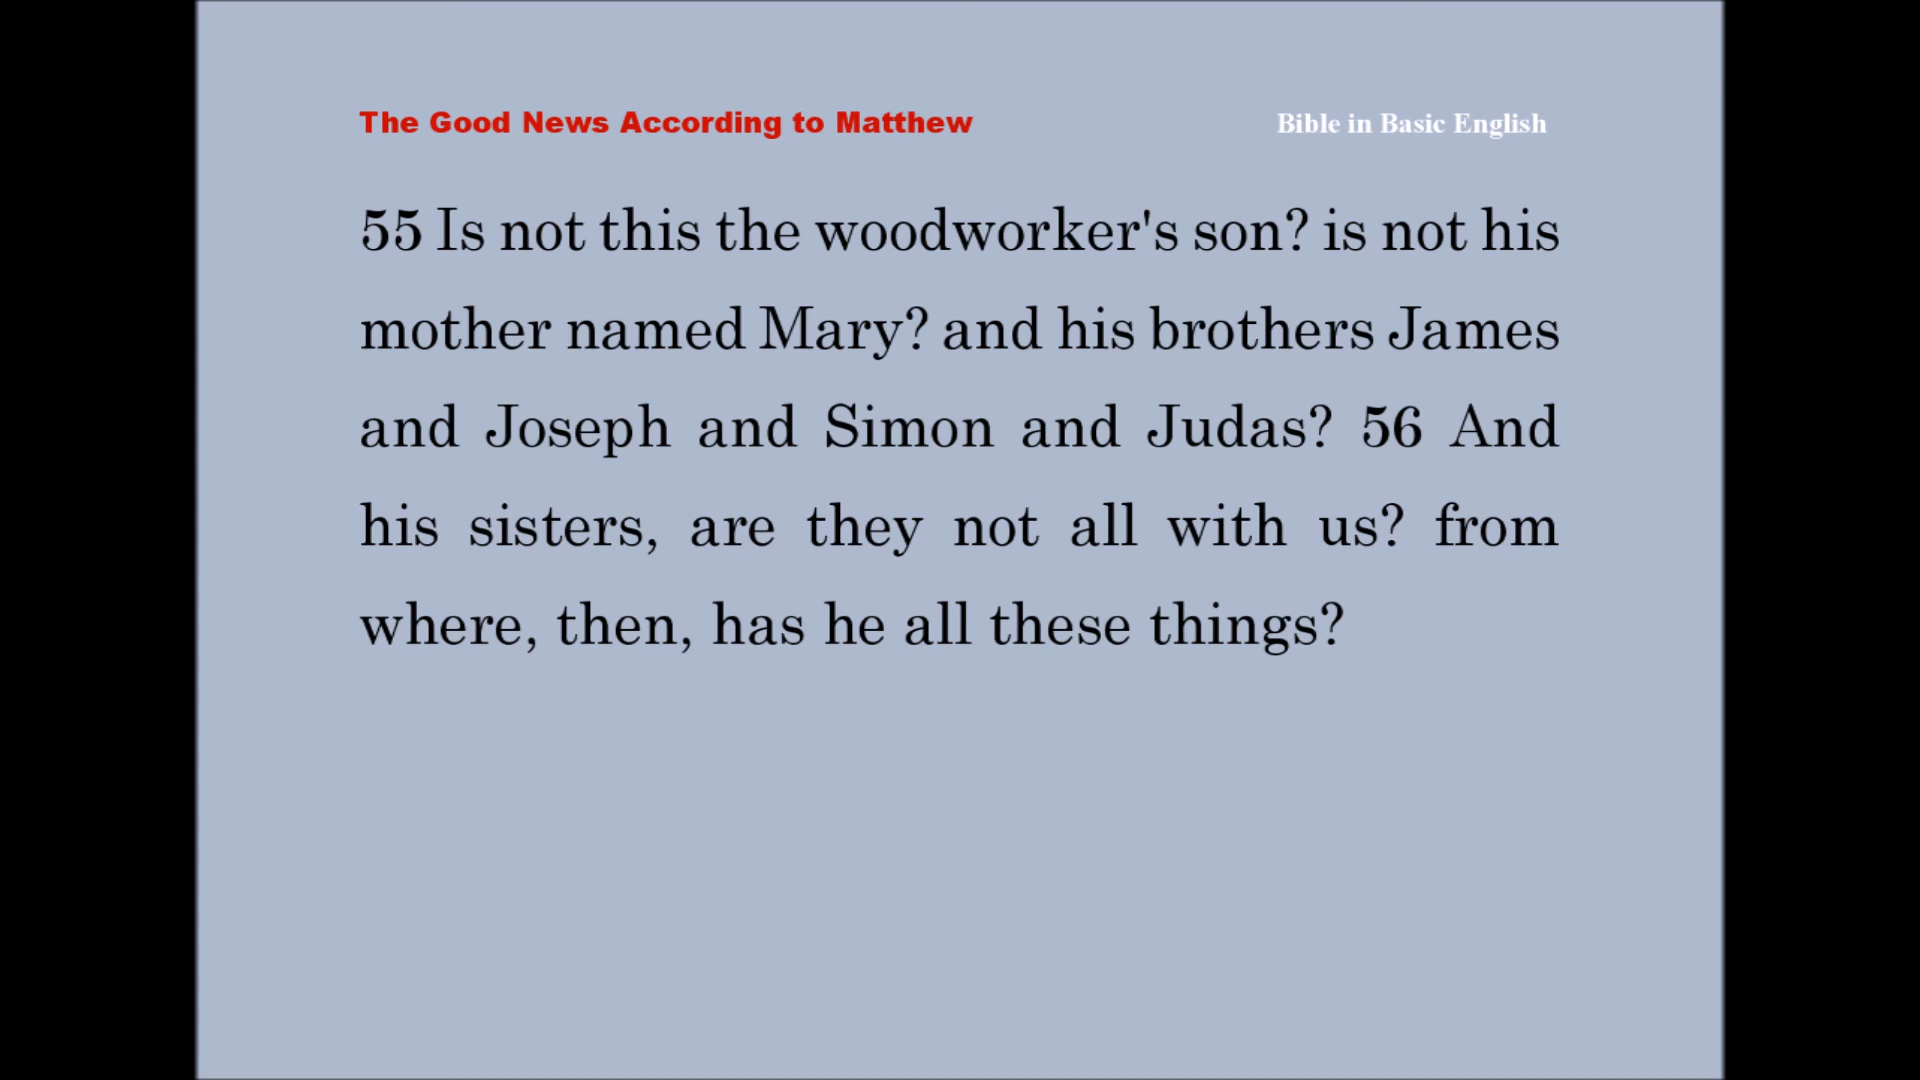 The Good News According to Matthew Bible in Basic English
55 Is not this the woodworker's son? is not his
mother named Mary? and his brothers James
and Joseph and Simon and Judas? 56 And
his sisters, are they not all with us? from
where, then, has he all these things?